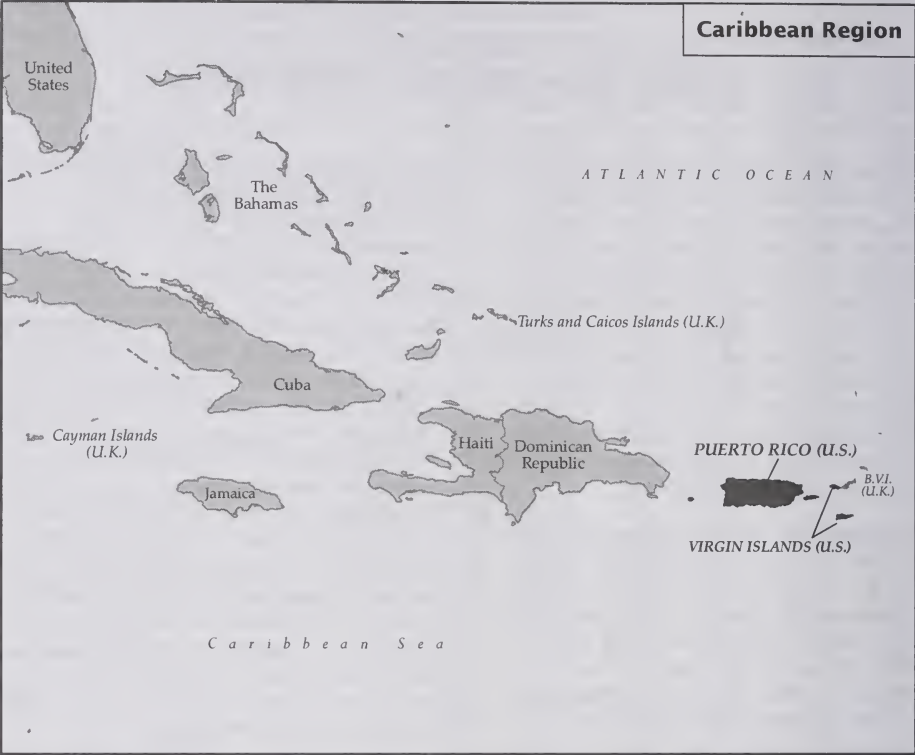 Caribbean Region
United
States
ATLANTIC OCEAN
The
Bahamas
Turks and Caicos Islands (U.K.)
Cuba
Cayman Islands
(U.K.)
Haiti
Dominican
Republic
PUERTO RICO (U.S.)
B.V.I.
(U.K.)
Jamaica
VIRGIN ISLANDS (U.S.)
Caribbean Sea